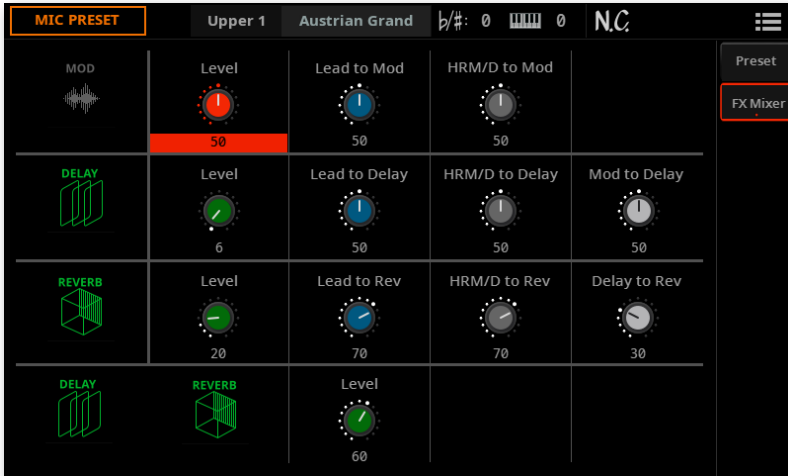 MIC PRESET Upper 1 Austrian Grand ♭/♯: 0 0 N.C.
Preset
FX Mixer
MOD Level Lead to Mod HRM/D to Mod
50 50 50
DELAY Level Lead to Delay HRM/D to Delay Mod to Delay
6 50 50 50
REVERB Level Lead to Rev HRM/D to Rev Delay to Rev
20 70 70 30
DELAY REVERB Level
60